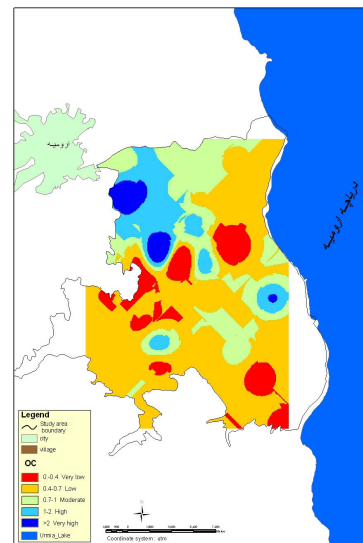 ارومیه
دریاچه ارومیه
Legend
Study area
boundary
city
village
OC
0-0.4 Very low
0.4-0.7 Low
0.7-1 Moderate
1-2 High
>2 Very high
Urmia_Lake
Coordinate system: utm